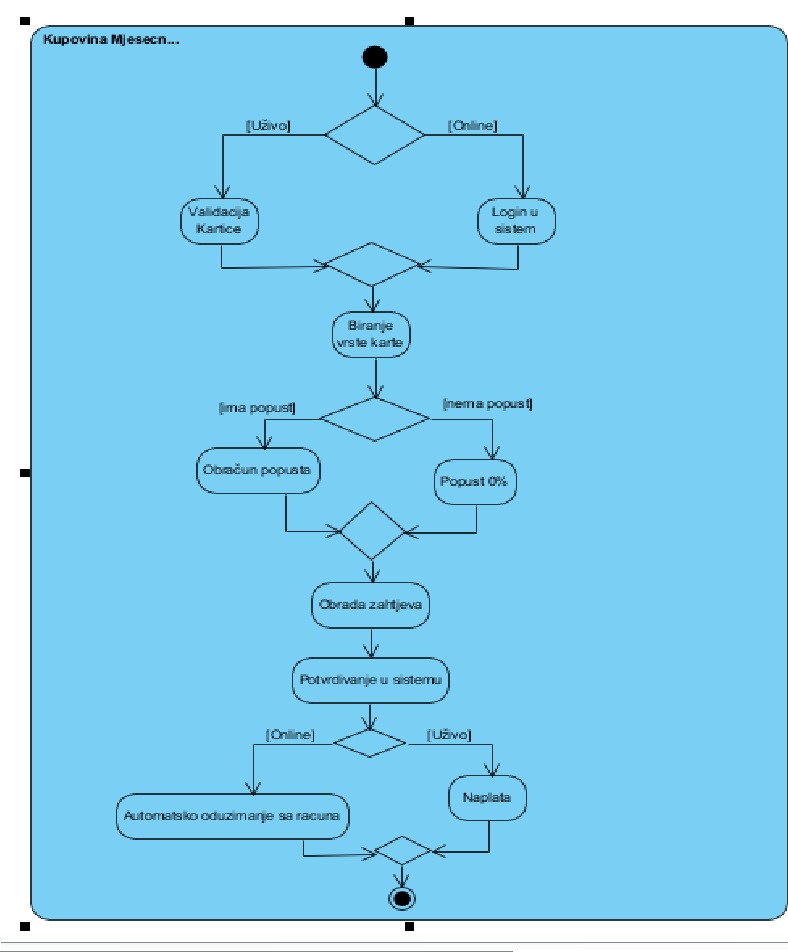 Kupovina Mjesecn...
[Uživo]
[Online]
Validacija
Kartice
Login u
sistem
Biranje
vrste karte
[ima popust]
[nema popust]
Obračun popusta
Popust 0%
Obrada zahtjeva
Potvrdivanje u sistemu
[Online]
[Uživo]
Automatsko oduzimanje sa racuna
Naplata